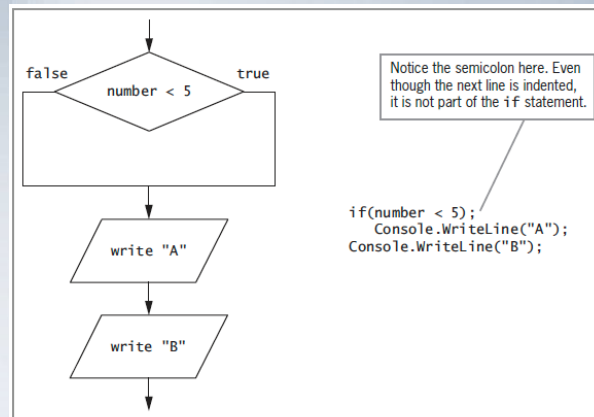 false
true
number < 5
write "A"
write "B"
Notice the semicolon here. Even
though the next line is indented,
it is not part of the if statement.
if(number < 5);
   Console.WriteLine("A");
Console.WriteLine("B");